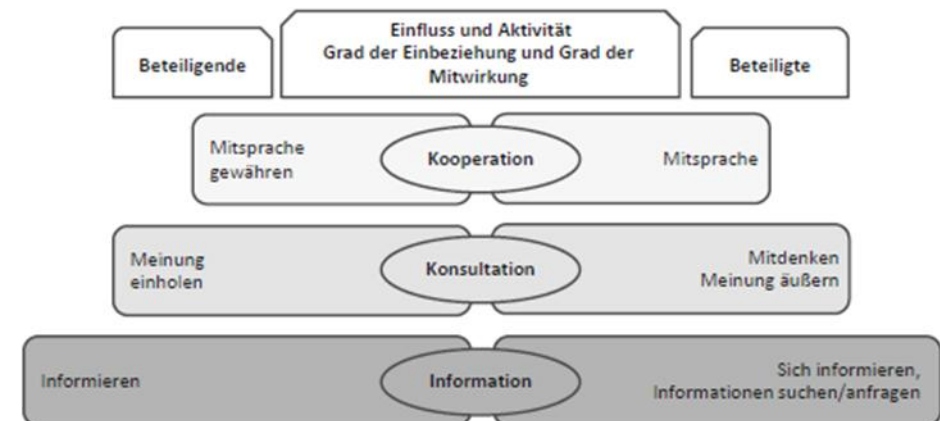 Beteiligende
Einfluss und Aktivität
Grad der Einbeziehung und Grad der
Mitwirkung
Beteiligte
Mitsprache
gewähren
Kooperation
Mitsprache
Meinung
einholen
Konsultation
Mitdenken
Meinung äußern
Informieren
Information
Sich informieren,
Informationen suchen/anfragen